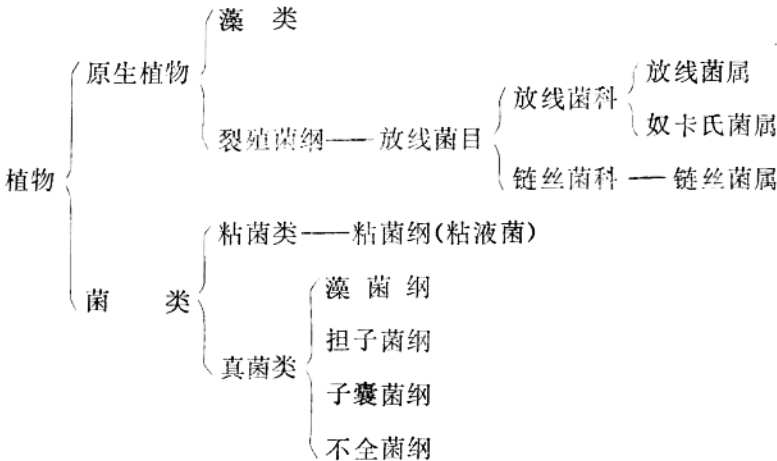 藻　类
原生植物
放线菌属
放线菌科
奴卡氏菌属
裂殖菌纲——放线菌目
链丝菌科——链丝菌属
植物
粘菌类——粘菌纲(粘液菌)
藻菌纲
菌　类
担子菌纲
真菌类
子囊菌纲
不全菌纲